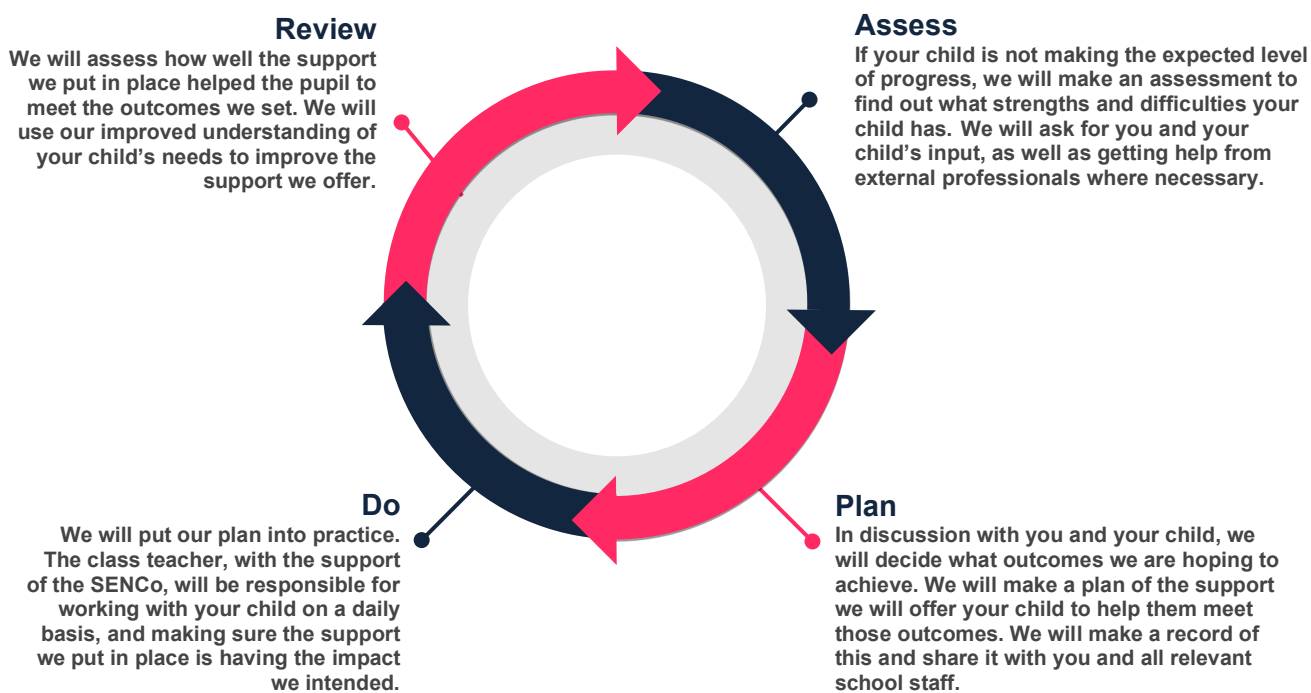 Review
We will assess how well the support
we put in place helped the pupil to
meet the outcomes we set. We will
use our improved understanding of
your child’s needs to improve the
support we offer.
Assess
If your child is not making the expected level
of progress, we will make an assessment to
find out what strengths and difficulties your
child has. We will ask for you and your
child’s input, as well as getting help from
external professionals where necessary.
Do
We will put our plan into practice.
The class teacher, with the support
of the SENCo, will be responsible for
working with your child on a daily
basis, and making sure the support
we put in place is having the impact
we intended.
Plan
In discussion with you and your child, we
will decide what outcomes we are hoping to
achieve. We will make a plan of the support
we will offer your child to help them meet
those outcomes. We will make a record of
this and share it with you and all relevant
school staff.